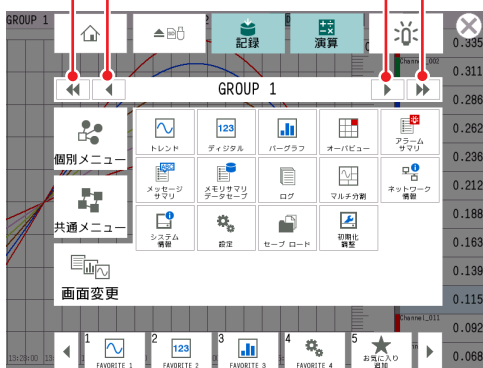 GROUP 1
記録
演算
0.335
Channel_002
0.311
GROUP 1
0.286
個別メニュー
トレンド
123
ディジタル
バーグラフ
オーバビュー
アラーム
サマリ
0.262
0.236
共通メニュー
メッセージ
サマリ
メモリサマリ
データセーブ
ログ
マルチ分割
ネットワーク
情報
0.212
0.188
システム
情報
設定
セーブ ロード
初期化
調整
0.163
0.139
画面変更
0.115
Channel_011
0.092
1
FAVORITE 1
2
123
FAVORITE 2
3
FAVORITE 3
4
FAVORITE 4
5
お気に入り
追加
0.068
13:28:00